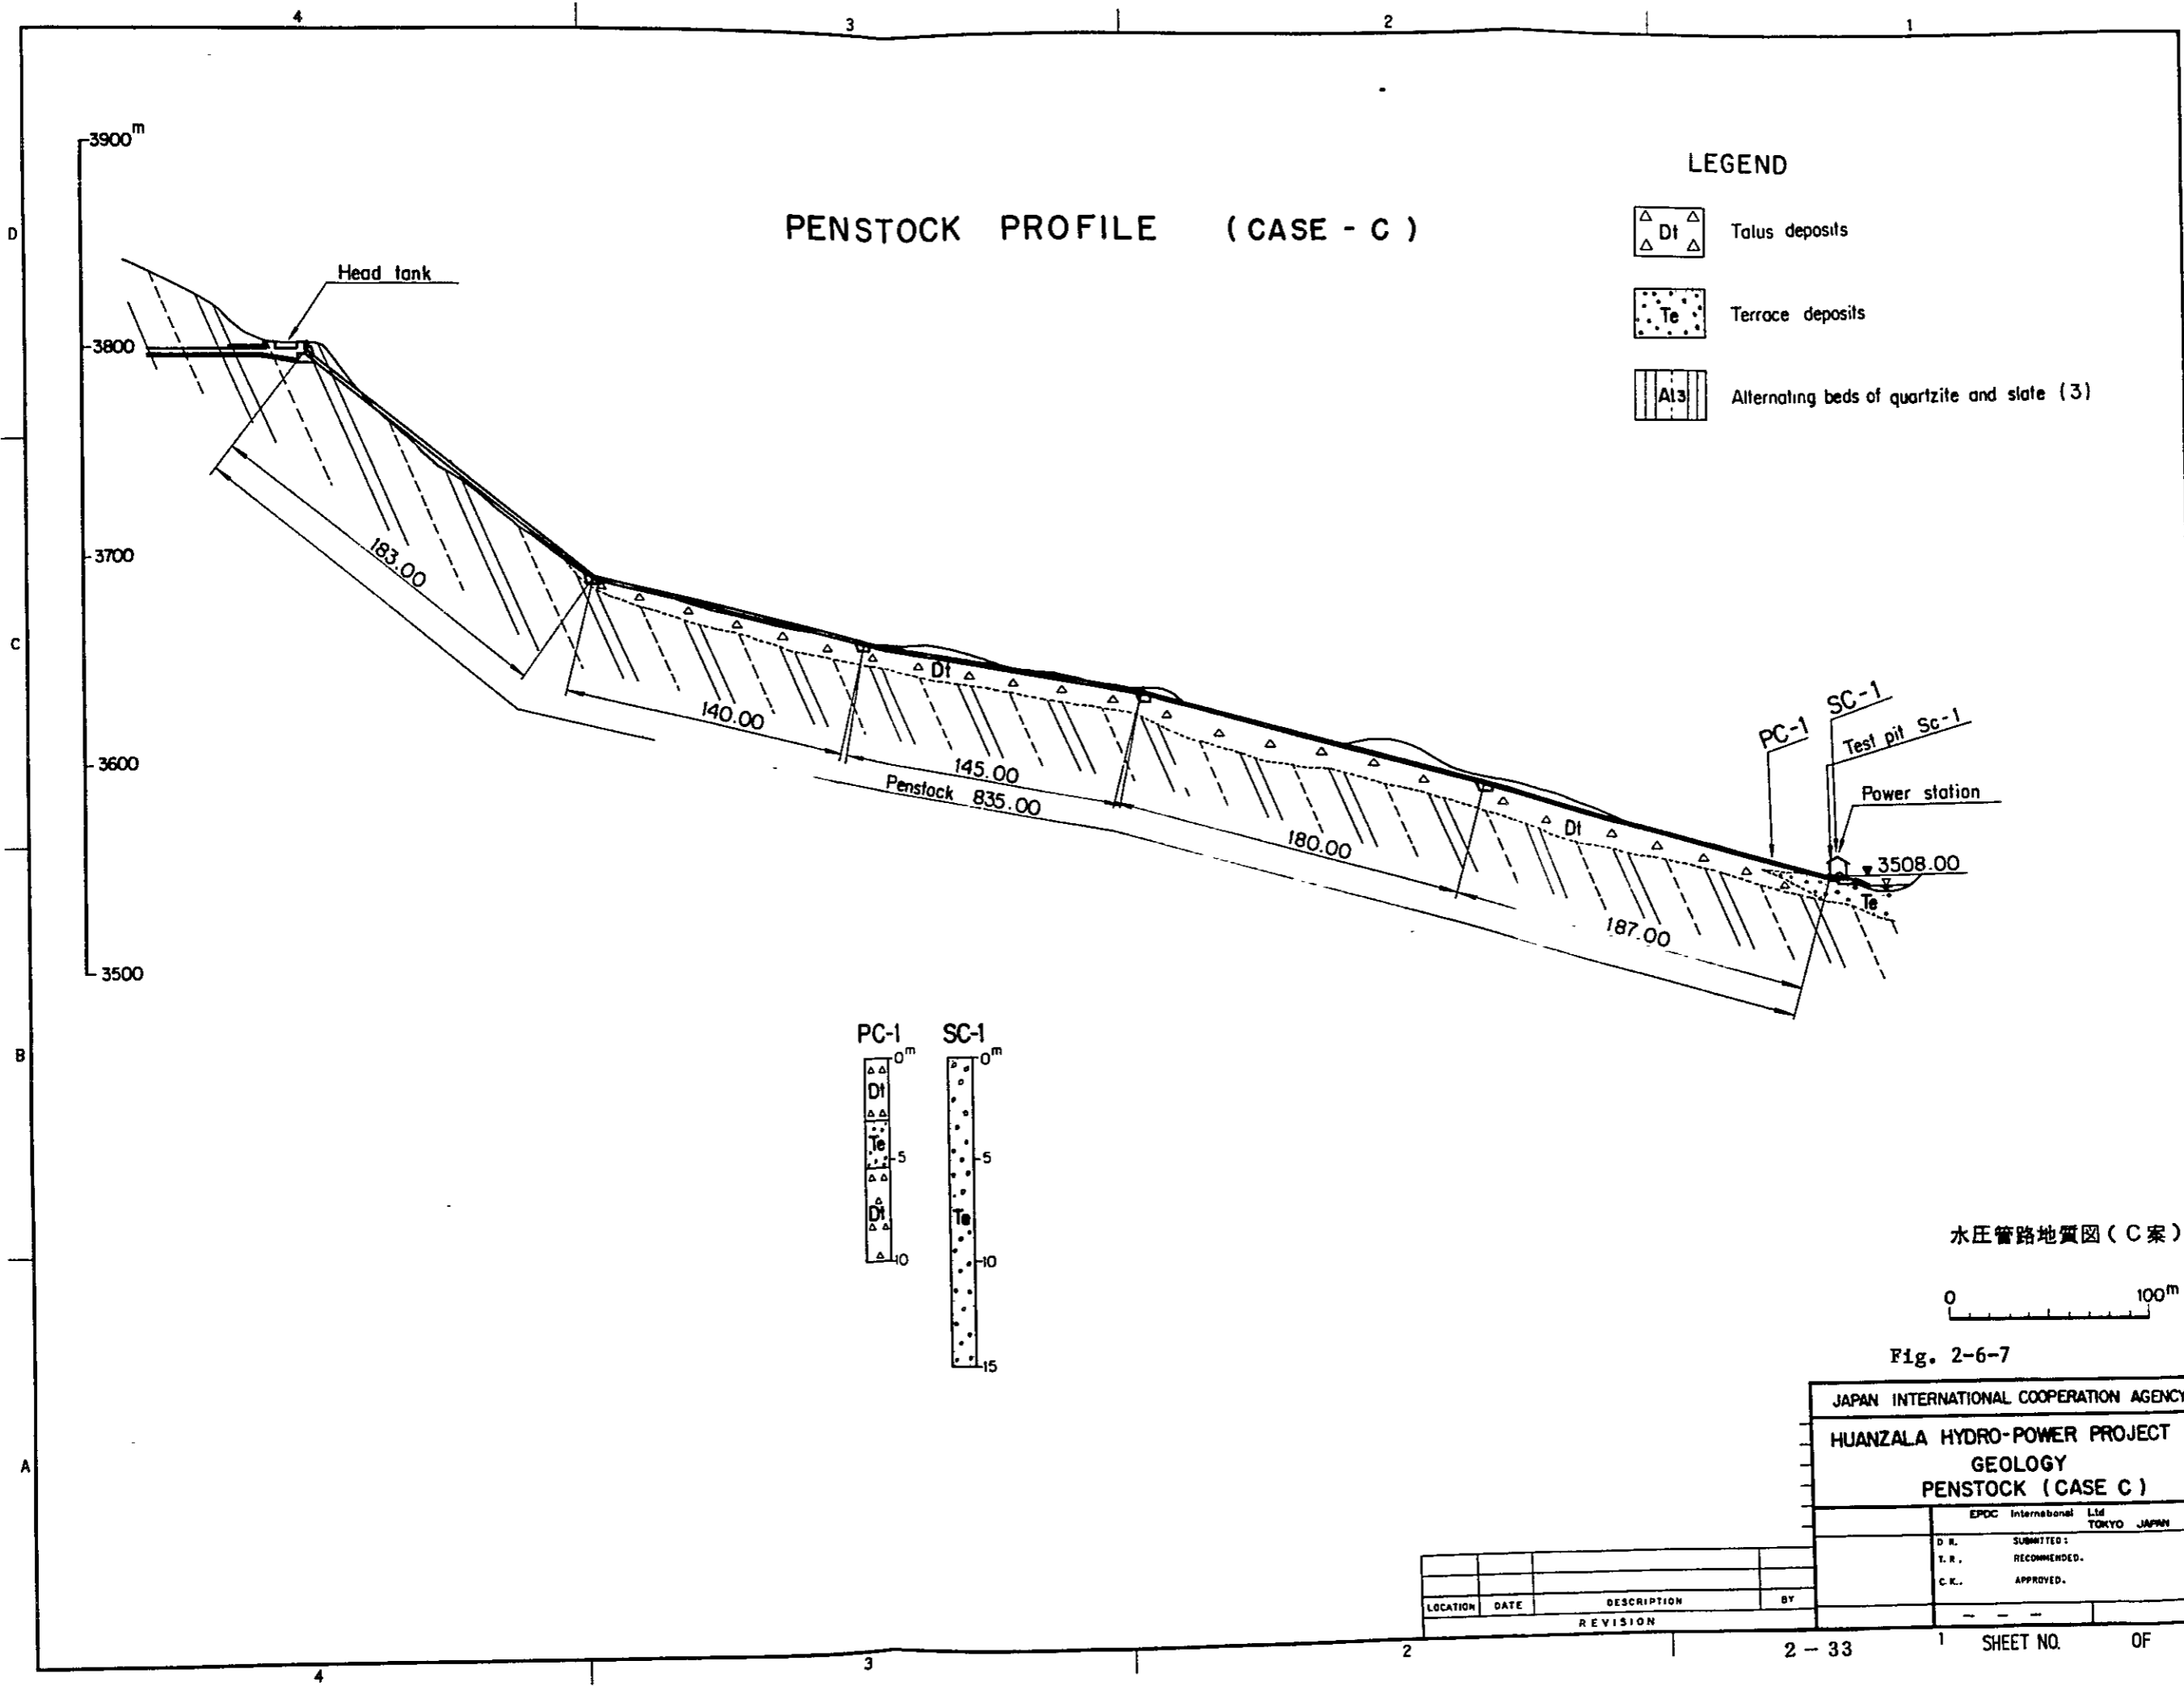 4
3
2
1
D
C
B
A
3900m
3800
3700
3600
3500
PENSTOCK PROFILE (CASE - C)
LEGEND
Dt Talus deposits
Te Terrace deposits
Al3 Alternating beds of quartzite and slate (3)
Head tank
183.00
140.00
145.00
Penstock 835.00
180.00
187.00
Dt
Dt
PC-1
SC-1
Test pit Sc-1
Power station
3508.00
Te
PC-1
0m
Dt
Te
5
Dt
10
SC-1
0m
5
Te
10
15
水圧管路地質図(C案)
0 100m
Fig. 2-6-7
JAPAN INTERNATIONAL COOPERATION AGENCY
HUANZALA HYDRO-POWER PROJECT
GEOLOGY
PENSTOCK (CASE C)
EPDC International Ltd
TOKYO JAPAN
D R. SUBMITTED:
T. R. RECOMMENDED.
C K. APPROVED.
LOCATION DATE DESCRIPTION BY
REVISION
SHEET NO. OF
4
3
2
1
2-33